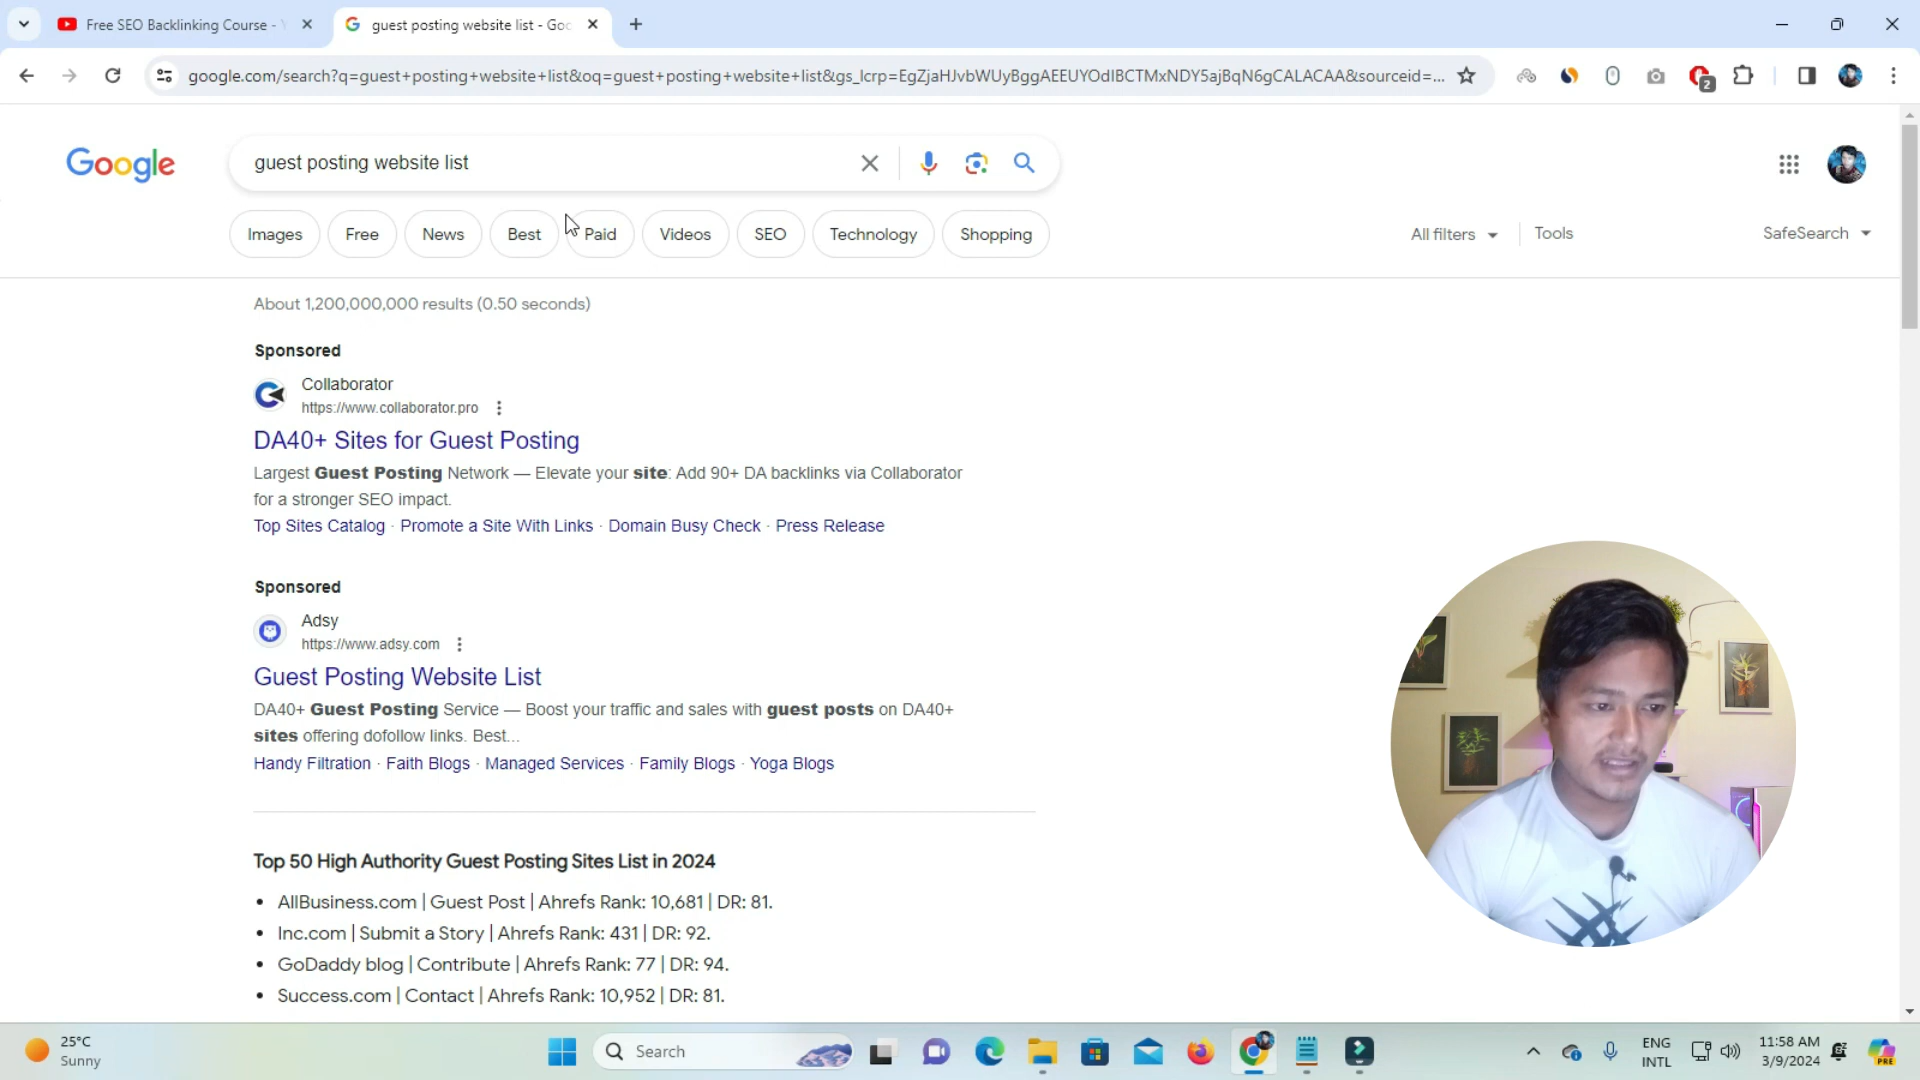 Free SEO Backlinking Course -
guest posting website list - Goo
google.com/search?q=guest+posting+website+list&oq=guest+posting+website+list&gs_lcrp=EgZjaHJvbWUyBggAEEUYOdIBCTMxNDY5ajBqN6gCALACAA&sourceid=...
2
Google
guest posting website list
Images
Free
News
Best
Paid
Videos
SEO
Technology
Shopping
All filters
Tools
SafeSearch
About 1,200,000,000 results (0.50 seconds)
Sponsored
Collaborator
https://www.collaborator.pro
DA40+ Sites for Guest Posting
Largest Guest Posting Network — Elevate your site: Add 90+ DA backlinks via Collaborator
for a stronger SEO impact.
Top Sites Catalog · Promote a Site With Links · Domain Busy Check · Press Release
Sponsored
Adsy
https://www.adsy.com
Guest Posting Website List
DA40+ Guest Posting Service — Boost your traffic and sales with guest posts on DA40+
sites offering dofollow links. Best...
Handy Filtration · Faith Blogs · Managed Services · Family Blogs · Yoga Blogs
Top 50 High Authority Guest Posting Sites List in 2024
• AllBusiness.com | Guest Post | Ahrefs Rank: 10,681 | DR: 81.
• Inc.com | Submit a Story | Ahrefs Rank: 431 | DR: 92.
• GoDaddy blog | Contribute | Ahrefs Rank: 77 | DR: 94.
• Success.com | Contact | Ahrefs Rank: 10,952 | DR: 81.
25°C
Sunny
Search
ENG
INTL
11:58 AM
3/9/2024
PRE